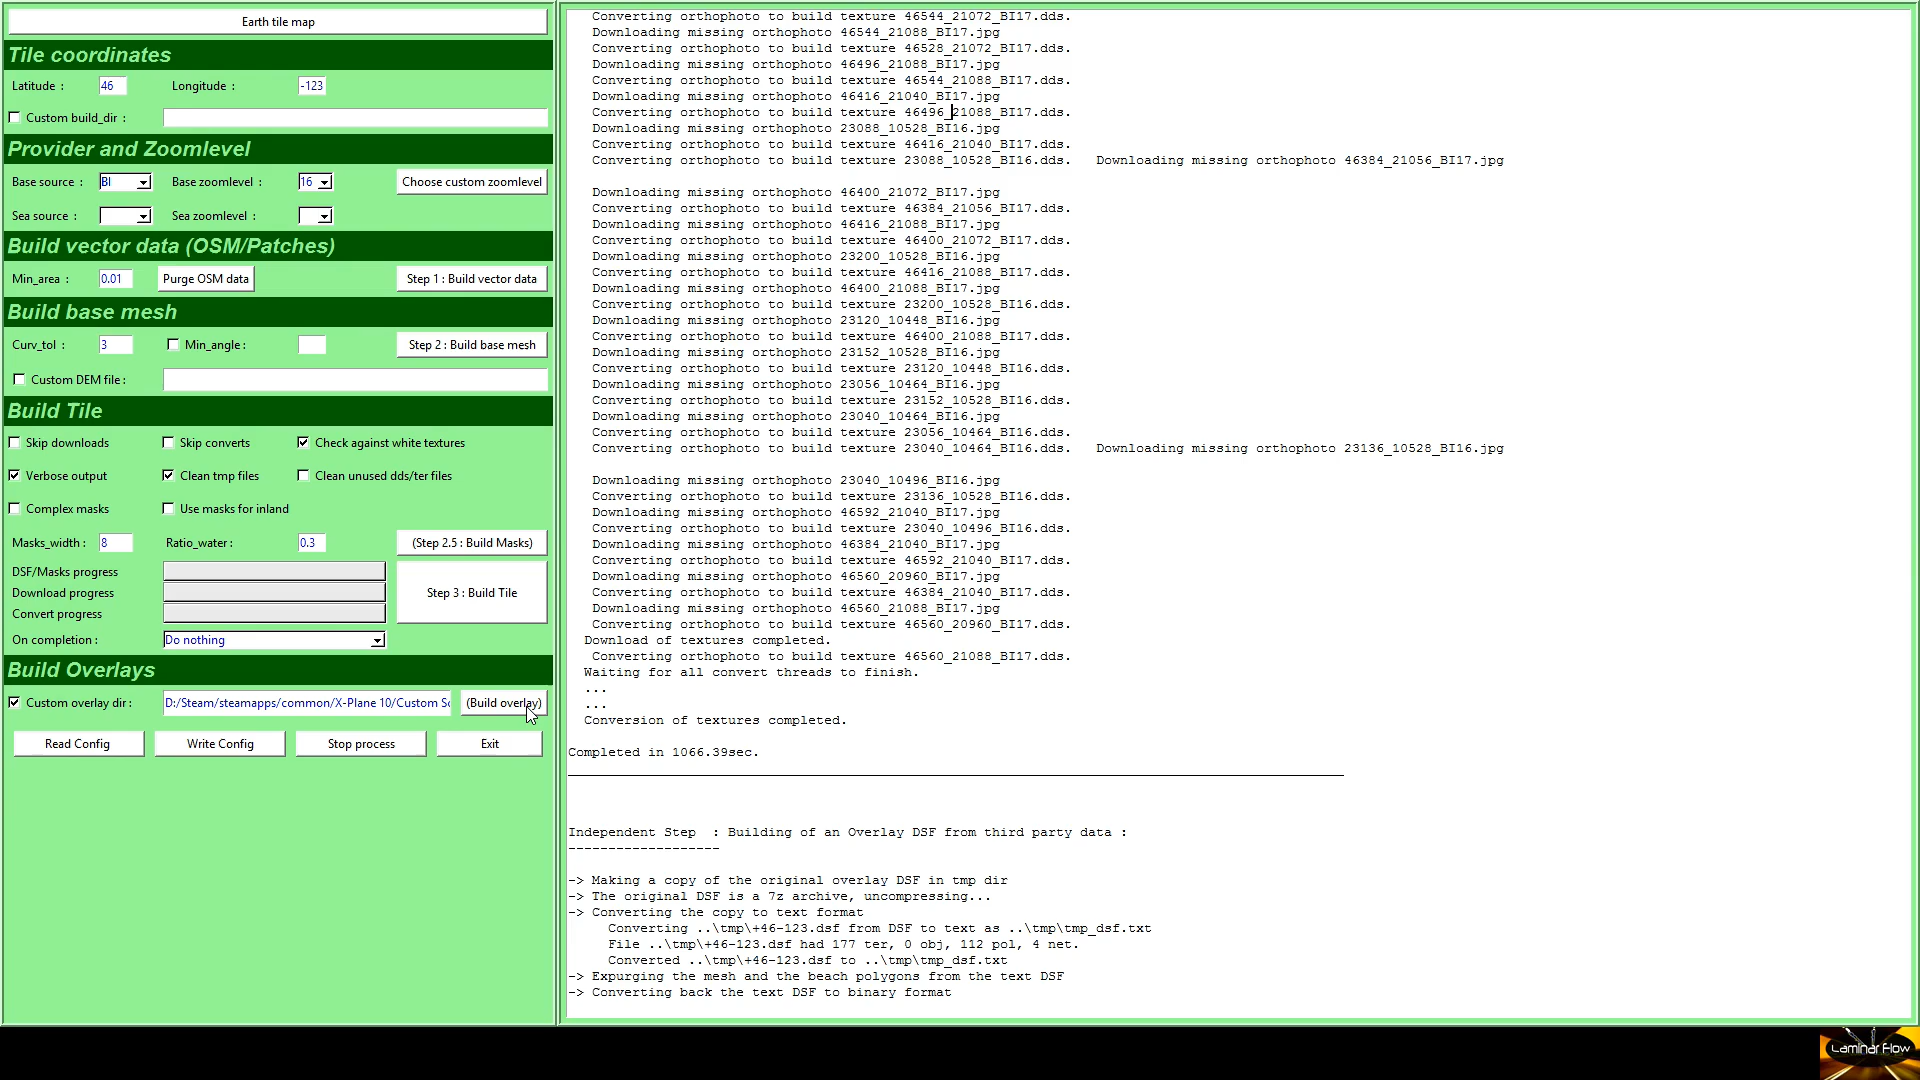 Earth tile map
Tile coordinates
Latitude : 46 Longitude : -123
Custom build_dir :
Provider and Zoomlevel
Base source : BI Base zoomlevel : 16 Choose custom zoomlevel
Sea source : Sea zoomlevel :
Build vector data (OSM/Patches)
Min_area : 0.01 Purge OSM data Step 1 : Build vector data
Build base mesh
Curv_tol : 3 Min_angle : Step 2 : Build base mesh
Custom DEM file :
Build Tile
Skip downloads Skip converts Check against white textures
Verbose output Clean tmp files Clean unused dds/ter files
Complex masks Use masks for inland
Masks_width : 8 Ratio_water : 0.3 (Step 2.5 : Build Masks)
DSF/Masks progress
Download progress Step 3 : Build Tile
Convert progress
On completion : Do nothing
Build Overlays
Custom overlay dir : D:/Steam/steamapps/common/X-Plane 10/Custom Sc (Build overlay)
Read Config Write Config Stop process Exit
Converting orthophoto to build texture 46544_21072_BI17.dds.
Downloading missing orthophoto 46544_21088_BI17.jpg
Converting orthophoto to build texture 46528_21072_BI17.dds.
Downloading missing orthophoto 46496_21088_BI17.jpg
Converting orthophoto to build texture 46544_21088_BI17.dds.
Downloading missing orthophoto 46416_21040_BI17.jpg
Converting orthophoto to build texture 46496_21088_BI17.dds.
Downloading missing orthophoto 23088_10528_BI16.jpg
Converting orthophoto to build texture 46416_21040_BI17.dds.
Converting orthophoto to build texture 23088_10528_BI16.dds. Downloading missing orthophoto 46384_21056_BI17.jpg
Downloading missing orthophoto 46400_21072_BI17.jpg
Converting orthophoto to build texture 46384_21056_BI17.dds.
Downloading missing orthophoto 46416_21088_BI17.jpg
Converting orthophoto to build texture 46400_21072_BI17.dds.
Downloading missing orthophoto 23200_10528_BI16.jpg
Converting orthophoto to build texture 46416_21088_BI17.dds.
Downloading missing orthophoto 46400_21088_BI17.jpg
Converting orthophoto to build texture 23200_10528_BI16.dds.
Downloading missing orthophoto 23120_10448_BI16.jpg
Converting orthophoto to build texture 46400_21088_BI17.dds.
Downloading missing orthophoto 23152_10528_BI16.jpg
Converting orthophoto to build texture 23120_10448_BI16.dds.
Downloading missing orthophoto 23056_10464_BI16.jpg
Converting orthophoto to build texture 23152_10528_BI16.dds.
Downloading missing orthophoto 23040_10464_BI16.jpg
Converting orthophoto to build texture 23056_10464_BI16.dds.
Converting orthophoto to build texture 23040_10464_BI16.dds. Downloading missing orthophoto 23136_10528_BI16.jpg
Downloading missing orthophoto 23040_10496_BI16.jpg
Converting orthophoto to build texture 23136_10528_BI16.dds.
Downloading missing orthophoto 46592_21040_BI17.jpg
Converting orthophoto to build texture 23040_10496_BI16.dds.
Downloading missing orthophoto 46384_21040_BI17.jpg
Converting orthophoto to build texture 46592_21040_BI17.dds.
Downloading missing orthophoto 46560_20960_BI17.jpg
Converting orthophoto to build texture 46384_21040_BI17.dds.
Downloading missing orthophoto 46560_21088_BI17.jpg
Converting orthophoto to build texture 46560_20960_BI17.dds.
Download of textures completed.
Converting orthophoto to build texture 46560_21088_BI17.dds.
Waiting for all convert threads to finish.
...
...
Conversion of textures completed.
Completed in 1066.39sec.
Independent Step : Building of an Overlay DSF from third party data :
-------------------
-> Making a copy of the original overlay DSF in tmp dir
-> The original DSF is a 7z archive, uncompressing...
-> Converting the copy to text format
Converting ..\tmp\+46-123.dsf from DSF to text as ..\tmp\tmp_dsf.txt
File ..\tmp\+46-123.dsf had 177 ter, 0 obj, 112 pol, 4 net.
Converted ..\tmp\+46-123.dsf to ..\tmp\tmp_dsf.txt
-> Expurging the mesh and the beach polygons from the text DSF
-> Converting back the text DSF to binary format
Laminar Flow